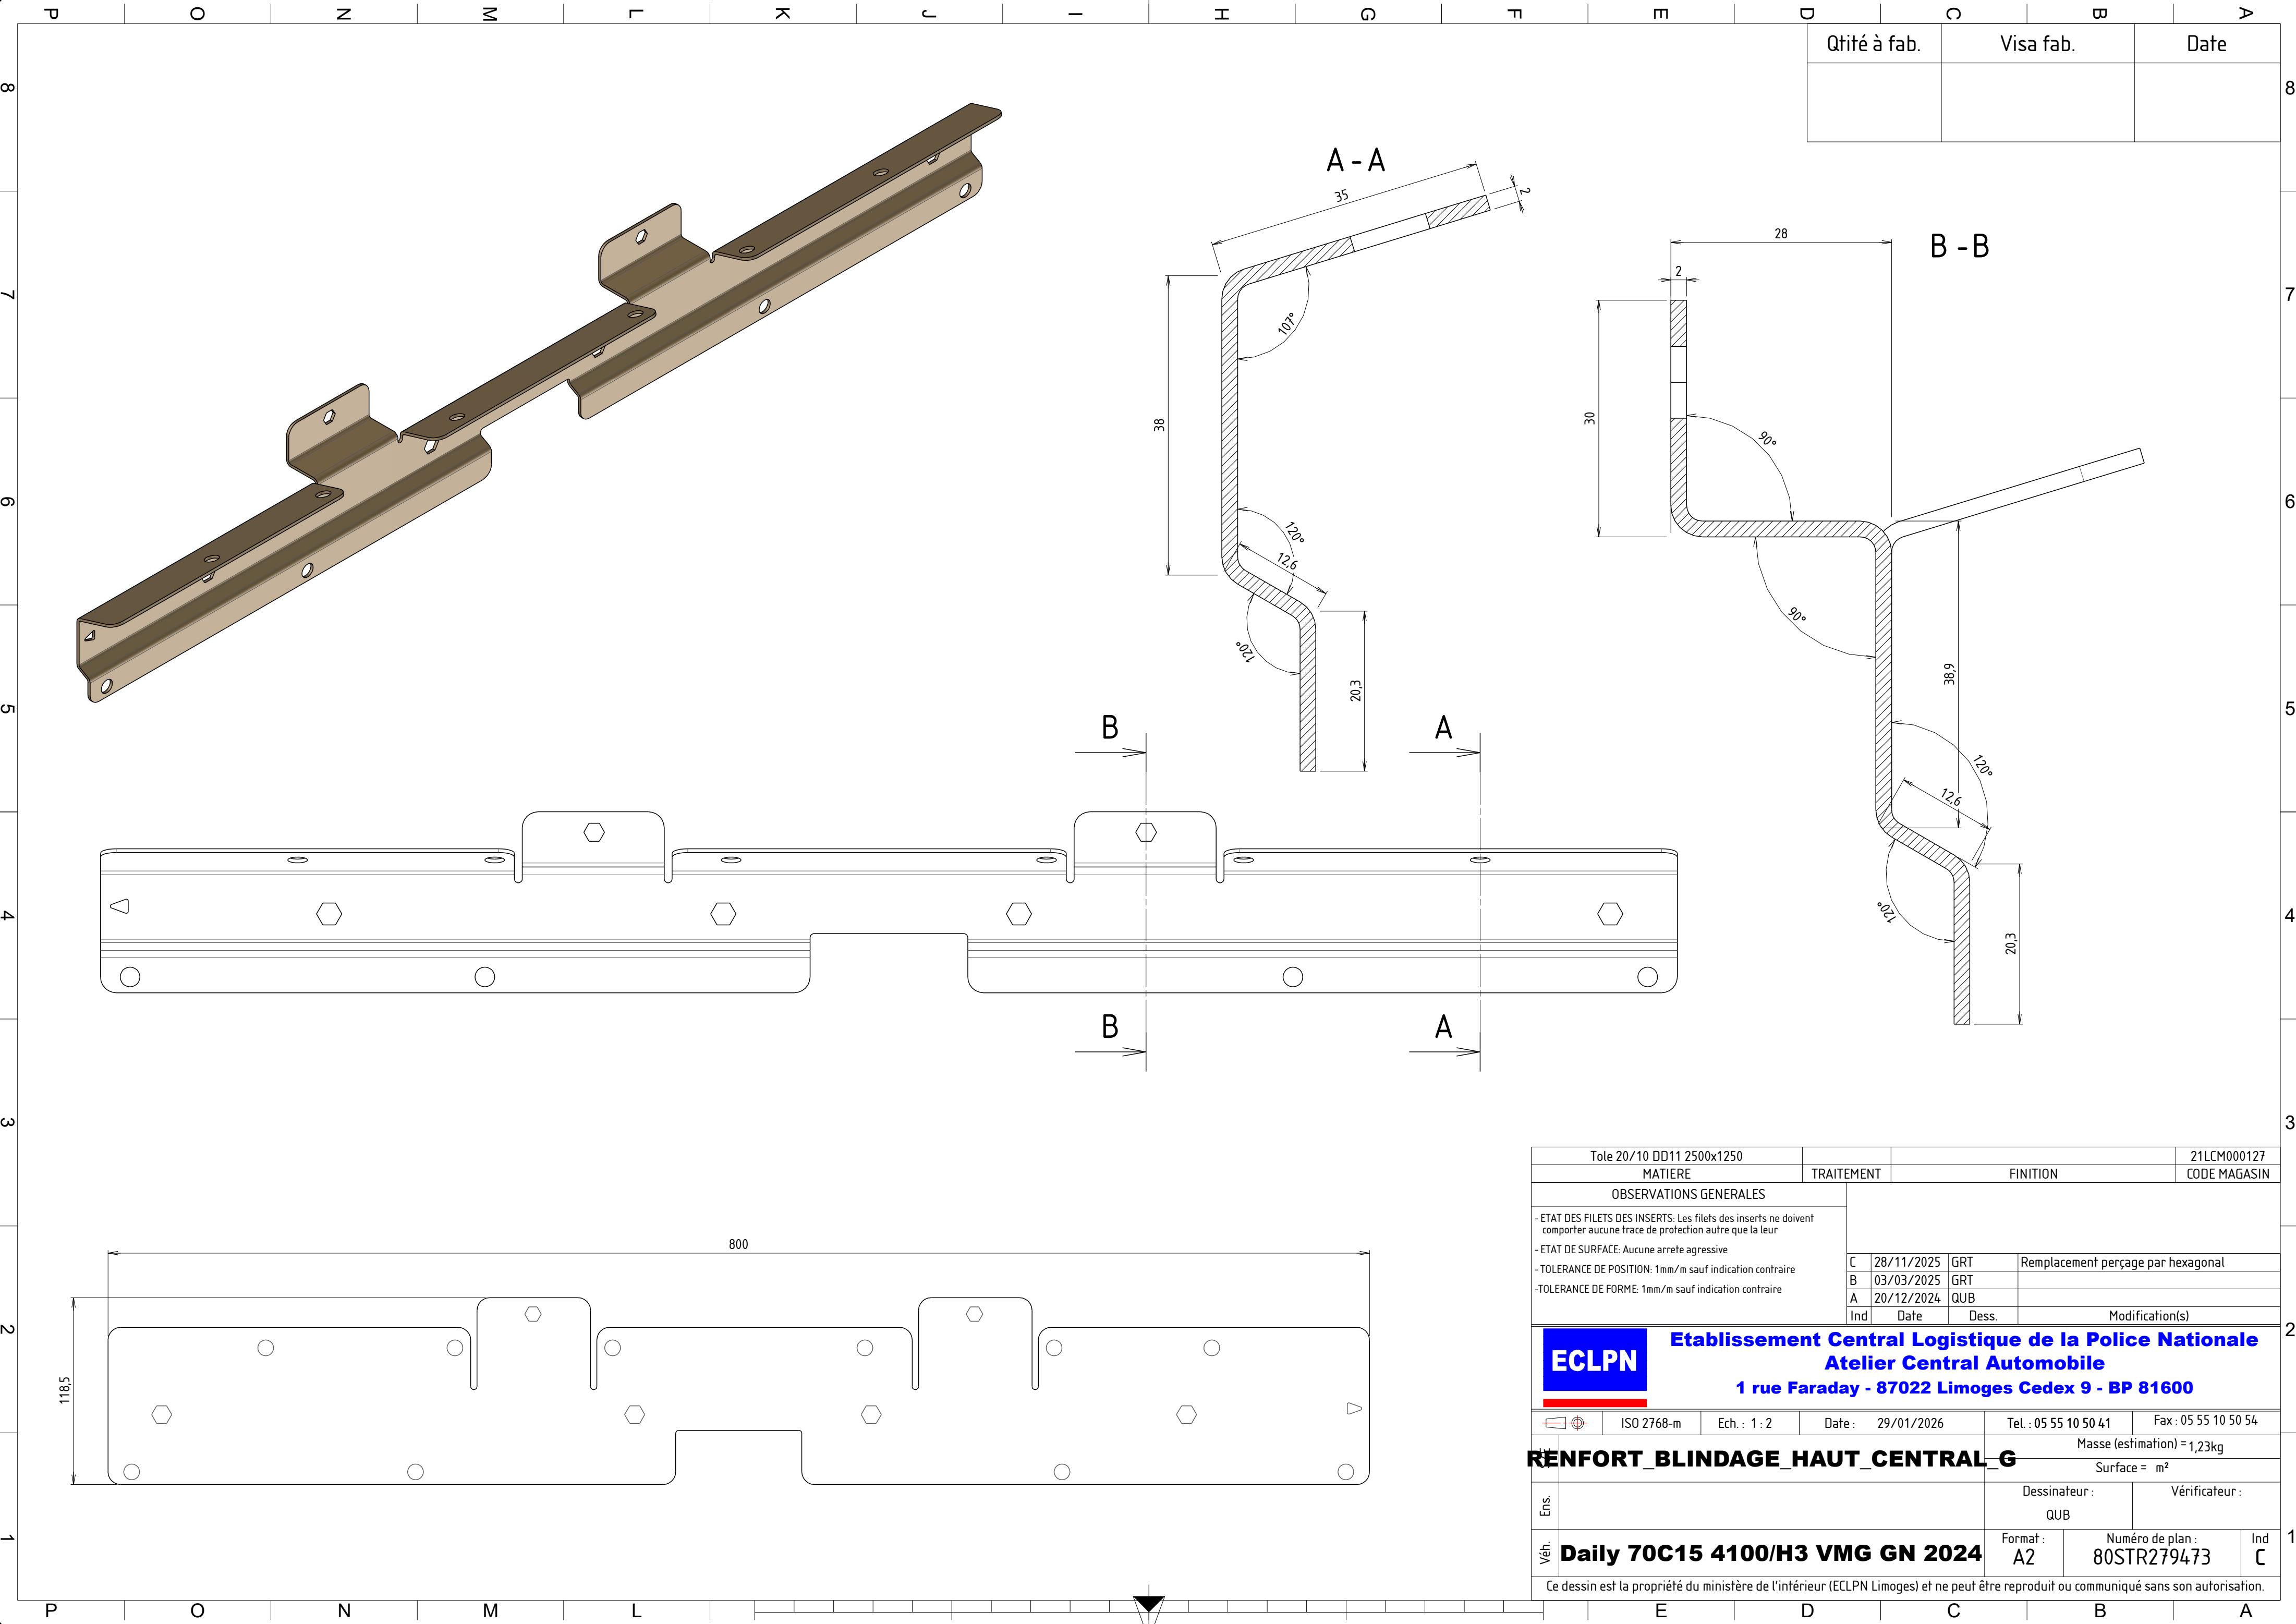 P O N M L K J I H G F E D C B A
Qtité à fab. Visa fab. Date
8 8
A - A
35
2
107°
38
120°
12,6
120°
20,3
B - B
28
2
30
90°
90°
38,9
120°
12,6
120°
20,3
7 7
6 6
5 5
B A
4 4
B A
3 3
800
118,5
2 2
1 1
Tole 20/10 DD11 2500x1250 21LCM000127
MATIERE TRAITEMENT FINITION CODE MAGASIN
OBSERVATIONS GENERALES
- ETAT DES FILETS DES INSERTS: Les filets des inserts ne doivent
comporter aucune trace de protection autre que la leur
- ETAT DE SURFACE: Aucune arrete agressive
- TOLERANCE DE POSITION: 1mm/m sauf indication contraire
-TOLERANCE DE FORME: 1mm/m sauf indication contraire
C 28/11/2025 GRT Remplacement perçage par hexagonal
B 03/03/2025 GRT
A 20/12/2024 QUB
Ind Date Dess. Modification(s)
ECLPN
Etablissement Central Logistique de la Police Nationale
Atelier Central Automobile
1 rue Faraday - 87022 Limoges Cedex 9 - BP 81600
ISO 2768-m Ech. : 1 : 2 Date : 29/01/2026 Tel. : 05 55 10 50 41 Fax : 05 55 10 50 54
RENFORT_BLINDAGE_HAUT_CENTRAL_G
Masse (estimation) = 1,23kg
Surface = m²
Ens.
Dessinateur : Vérificateur :
QUB
Véh. Daily 70C15 4100/H3 VMG GN 2024
Format : Numéro de plan : Ind
A2 80STR279473 C
Ce dessin est la propriété du ministère de l'intérieur (ECLPN Limoges) et ne peut être reproduit ou communiqué sans son autorisation.
P O N M L E D C B A